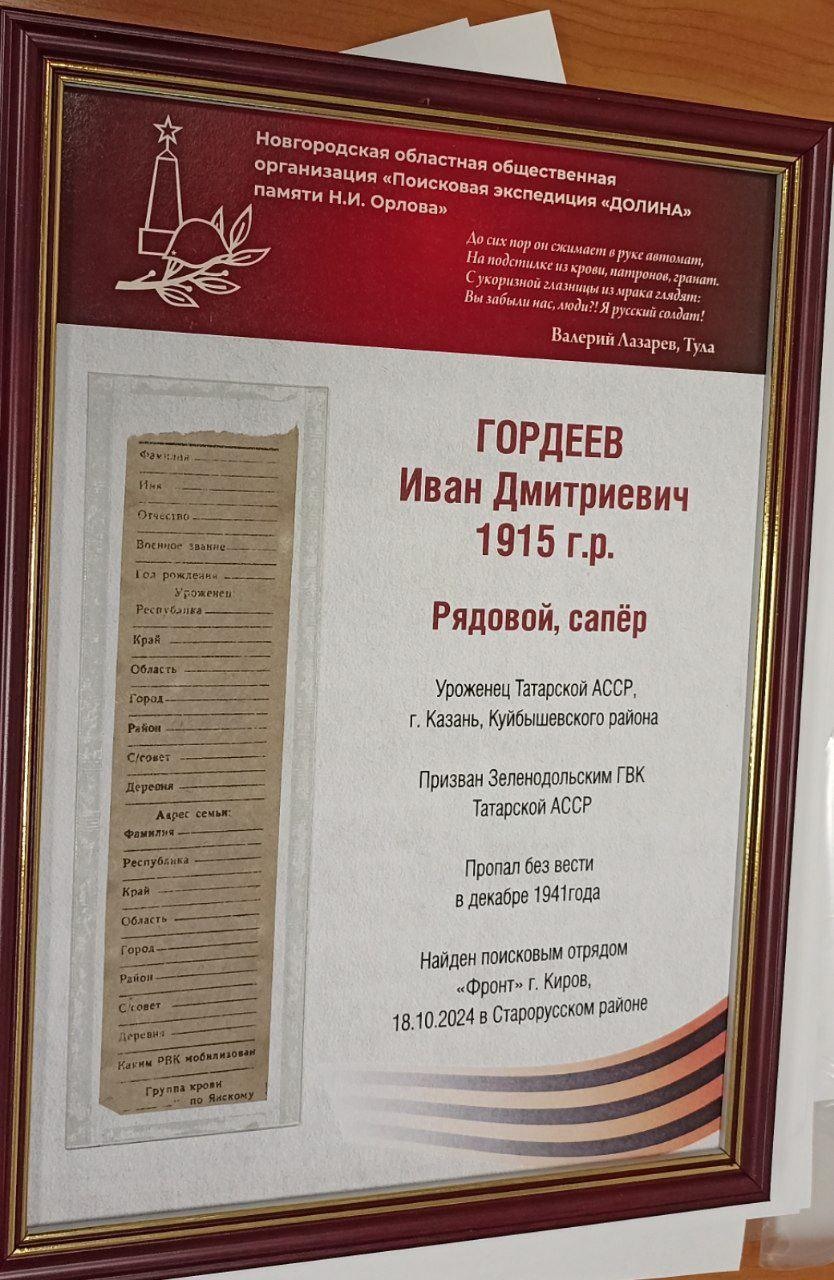 Новгородская областная общественная
организация «Поисковая экспедиция «ДОЛИНА»
памяти Н.И. Орлова»
До сих пор он сжимает в руке автомат,
На подстилке из крови, патронов, гранат.
С укоризной глазницы из мрака глядят:
Вы забыли нас, люди?! Я русский солдат!
Валерий Лазарев, Тула
Фамилия
Имя
Отчество
Военное звание
Год рождения
Уроженец:
Республика
Край
Область
Город
Район
С/совет
Деревня
Адрес семьи:
Фамилия
Республика
Край
Область
Город
Район
С/совет
Деревня
Каким РВК мобилизован
Группа крови
по Янскому
ГОРДЕЕВ
Иван Дмитриевич
1915 г.р.
Рядовой, сапёр
Уроженец Татарской АССР,
г. Казань, Куйбышевского района
Призван Зеленодольским ГВК
Татарской АССР
Пропал без вести
в декабре 1941года
Найден поисковым отрядом
«Фронт» г. Киров,
18.10.2024 в Старорусском районе